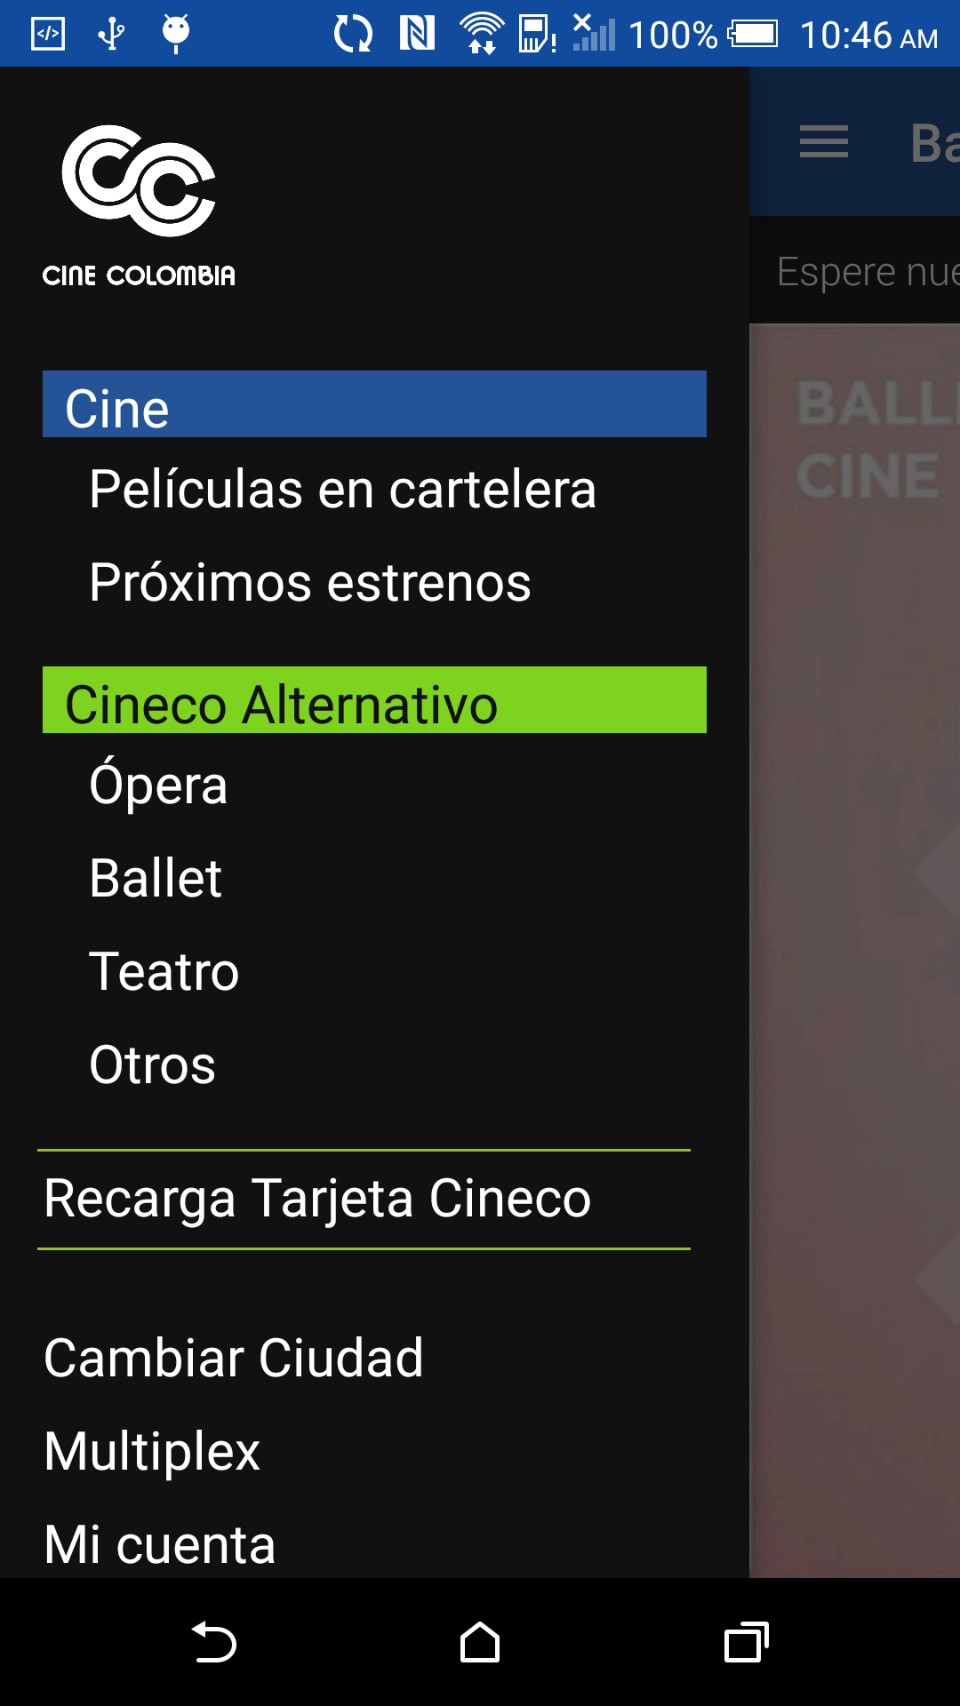 100% 10:46 AM
CINE COLOMBIA
Ba
Espere nue
BALL
CINE
Cine
Películas en cartelera
Próximos estrenos
Cineco Alternativo
Ópera
Ballet
Teatro
Otros
Recarga Tarjeta Cineco
Cambiar Ciudad
Multiplex
Mi cuenta